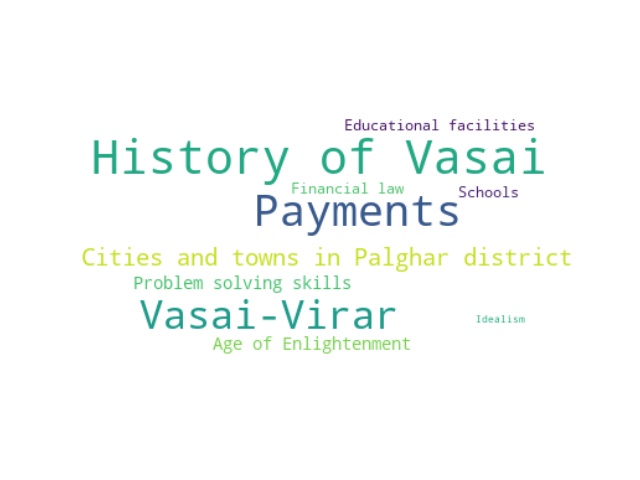 Educational facilities
History of Vasai
Financial law
Schools
Payments
Cities and towns in Palghar district
Problem solving skills
Vasai-Virar
Idealism
Age of Enlightenment